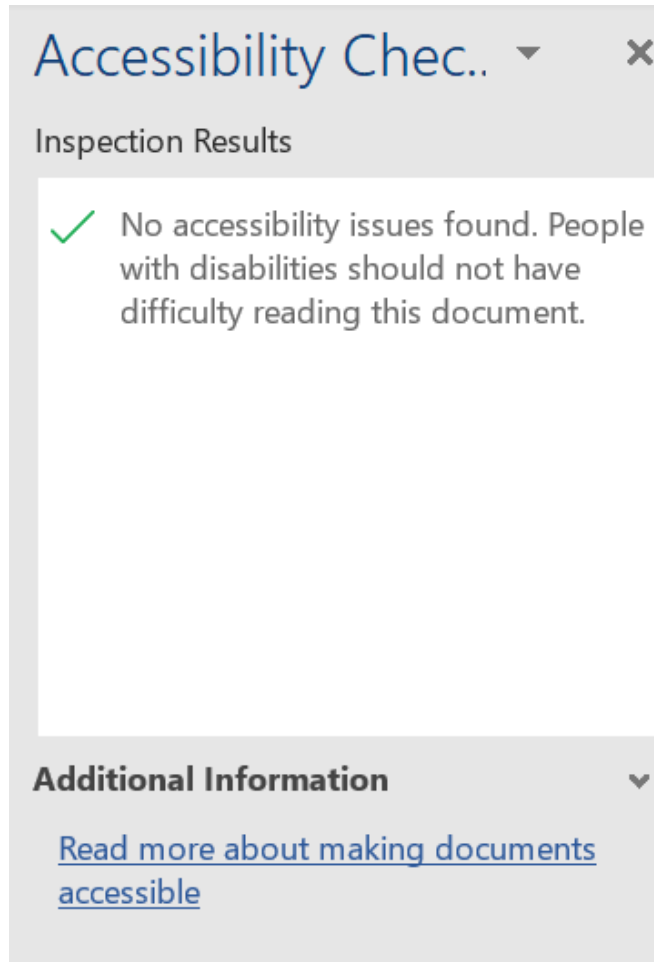 Accessibility Chec..
Inspection Results
No accessibility issues found. People
with disabilities should not have
difficulty reading this document.
Additional Information
Read more about making documents
accessible